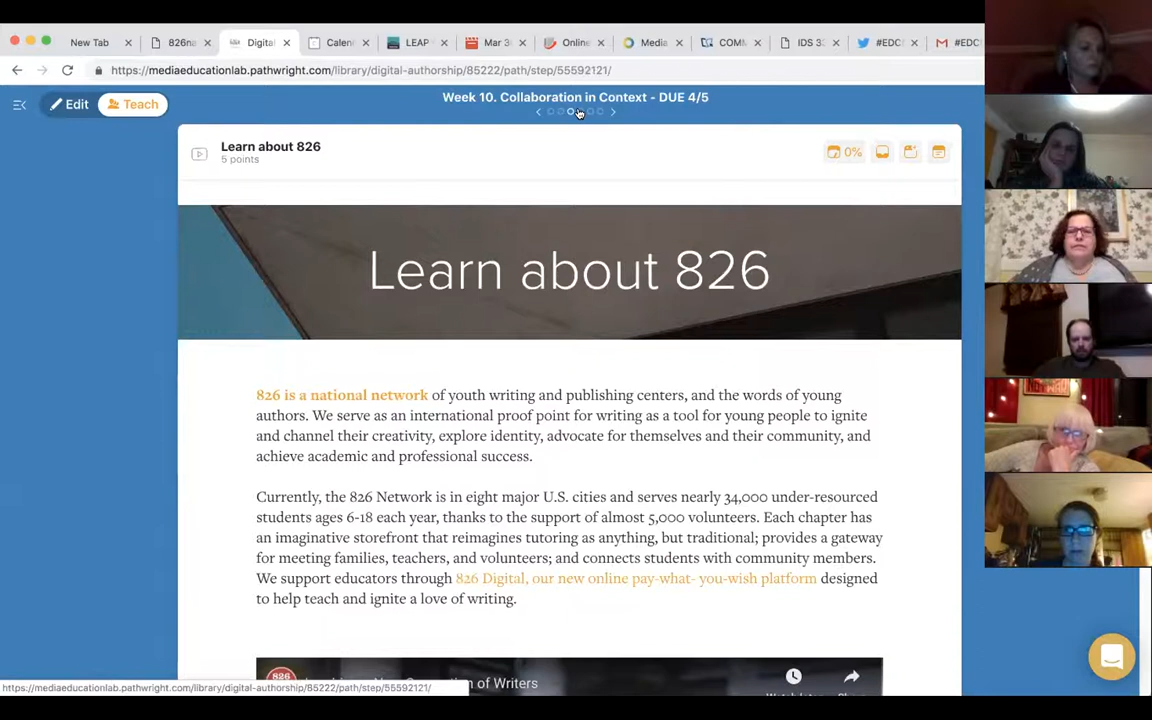 New Tab
826na
Digital
Calen
LEAP
Mar 3
Online
Media
COMM
IDS 3
#EDC
#EDC
https://mediaeducationlab.pathwright.com/library/digital-authorship/85222/path/step/55592121/
Edit
Teach
Week 10. Collaboration in Context - DUE 4/5
Learn about 826
5 points
0%
Learn about 826
826 is a national network of youth writing and publishing centers, and the words of young
authors. We serve as an international proof point for writing as a tool for young people to ignite
and channel their creativity, explore identity, advocate for themselves and their community, and
achieve academic and professional success.
Currently, the 826 Network is in eight major U.S. cities and serves nearly 34,000 under-resourced
students ages 6-18 each year, thanks to the support of almost 5,000 volunteers. Each chapter has
an imaginative storefront that reimagines tutoring as anything, but traditional; provides a gateway
for meeting families, teachers, and volunteers; and connects students with community members.
We support educators through 826 Digital, our new online pay-what- you-wish platform designed
to help teach and ignite a love of writing.
826
of Writers
https://mediaeducationlab.pathwright.com/library/digital-authorship/85222/path/step/55592121/